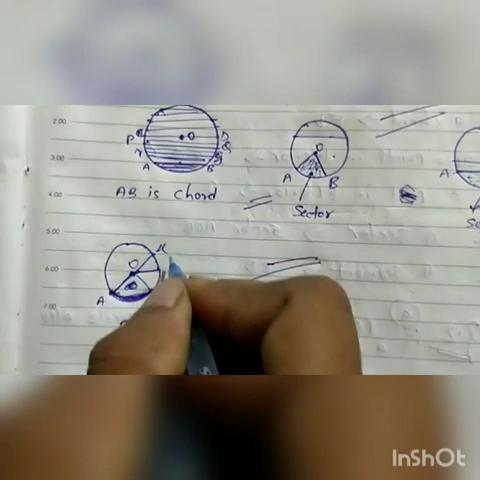 2.00
P O
3.00
A B
AB is chord
O
A B
Sector
A
4.00
5.00
6.00
O
A
7.00
InShOt